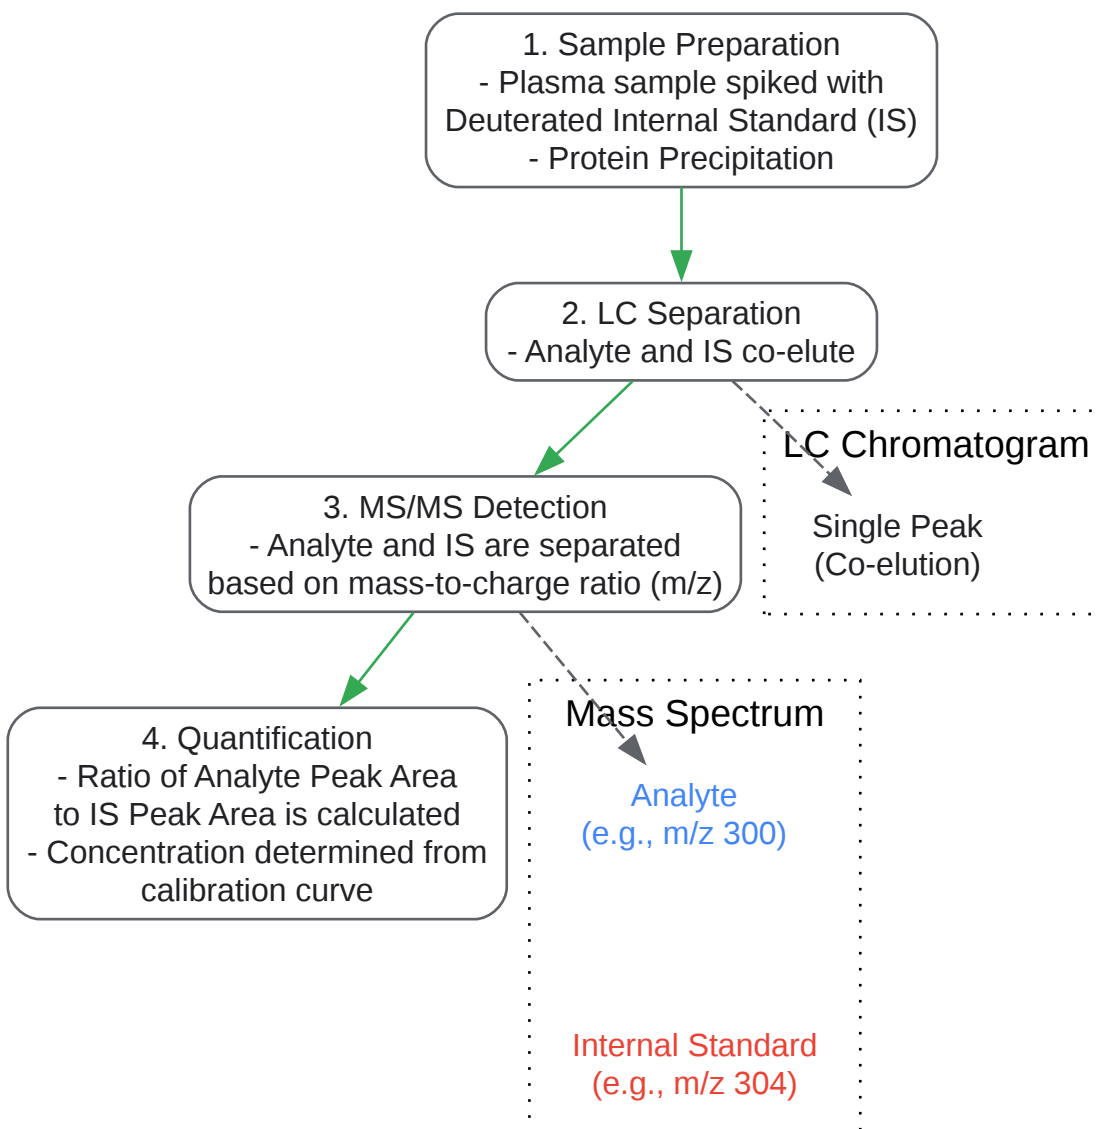 1. Sample Preparation
- Plasma sample spiked with
Deuterated Internal Standard (IS)
- Protein Precipitation
2. LC Separation
- Analyte and IS co-elute
LC Chromatogram
Single Peak
(Co-elution)
3. MS/MS Detection
- Analyte and IS are separated
based on mass-to-charge ratio (m/z)
4. Quantification
- Ratio of Analyte Peak Area
to IS Peak Area is calculated
- Concentration determined from
calibration curve
Mass Spectrum
Analyte
(e.g., m/z 300)
Internal Standard
(e.g., m/z 304)